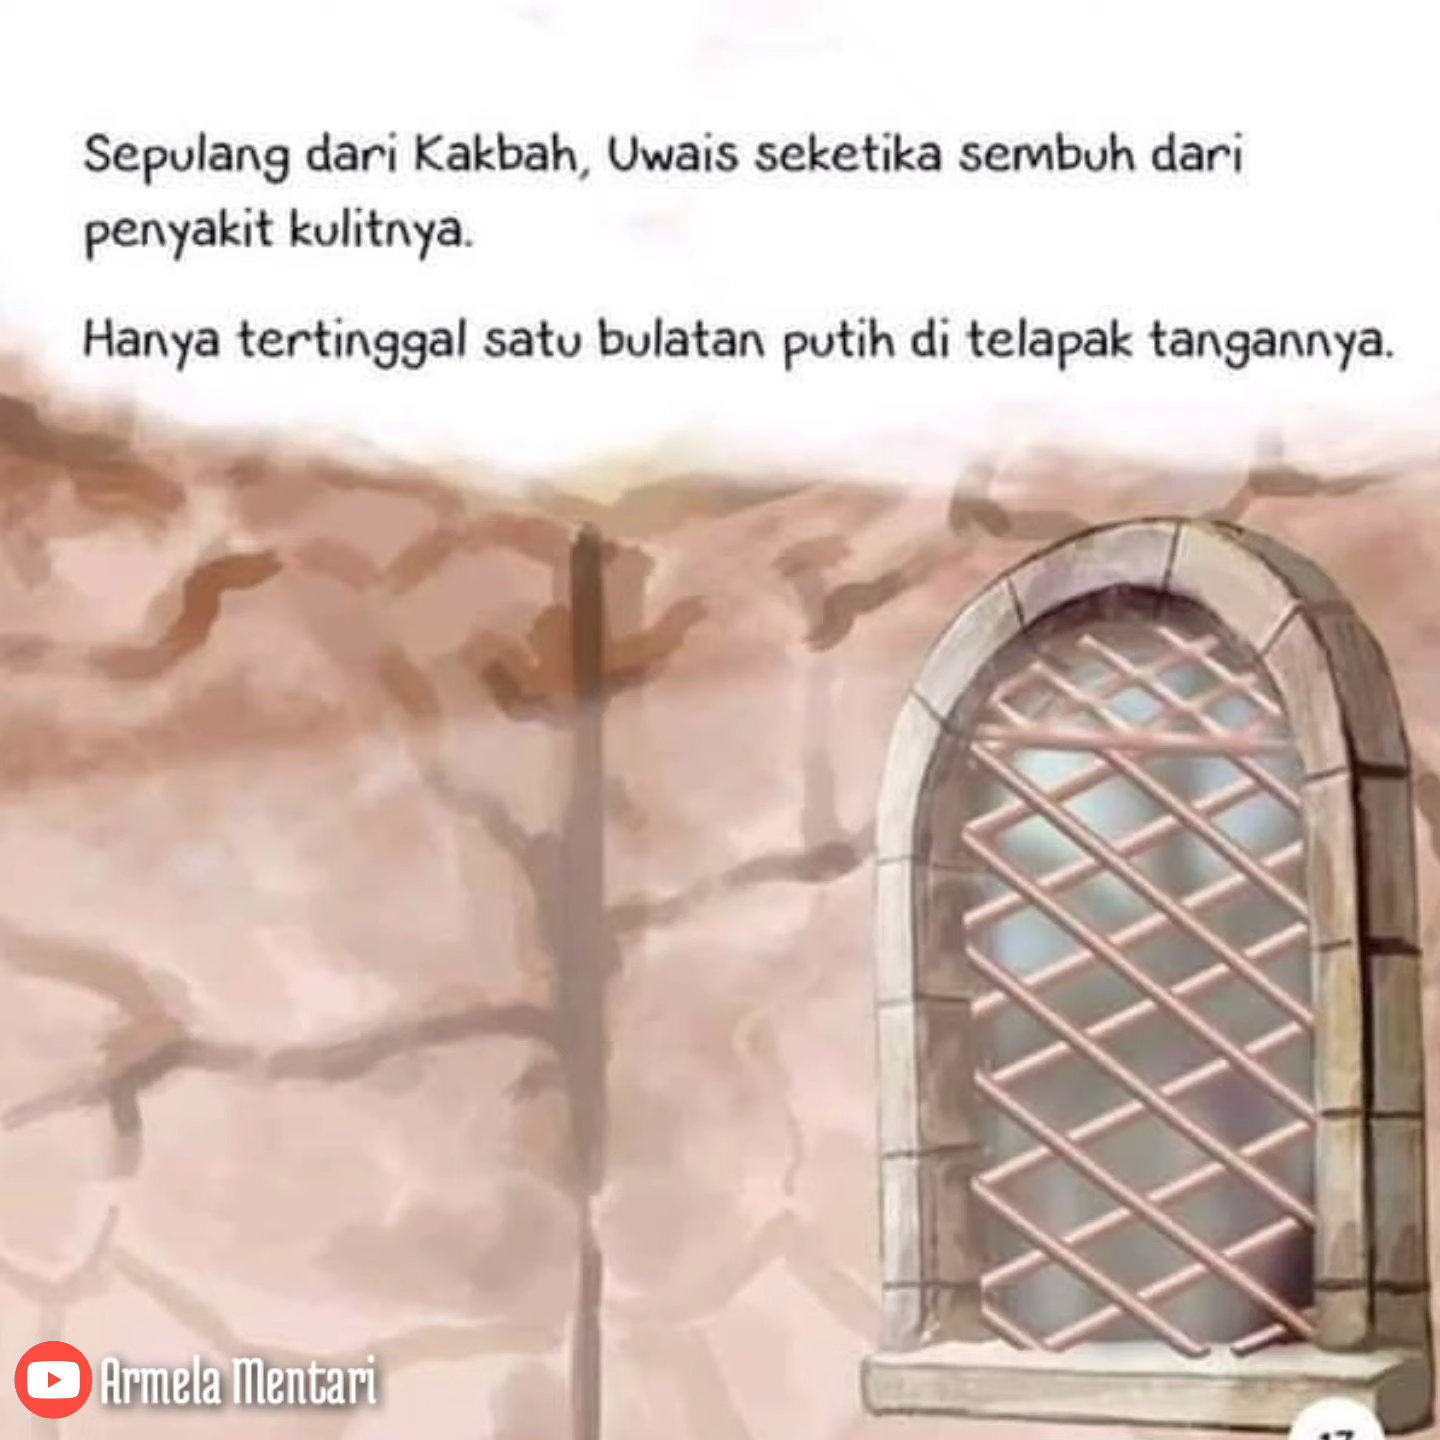 Sepulang dari Kakbah, Uwais seketika sembuh dari
penyakit kulitnya.
Hanya tertinggal satu bulatan putih di telapak tangannya.
Armela Mentari